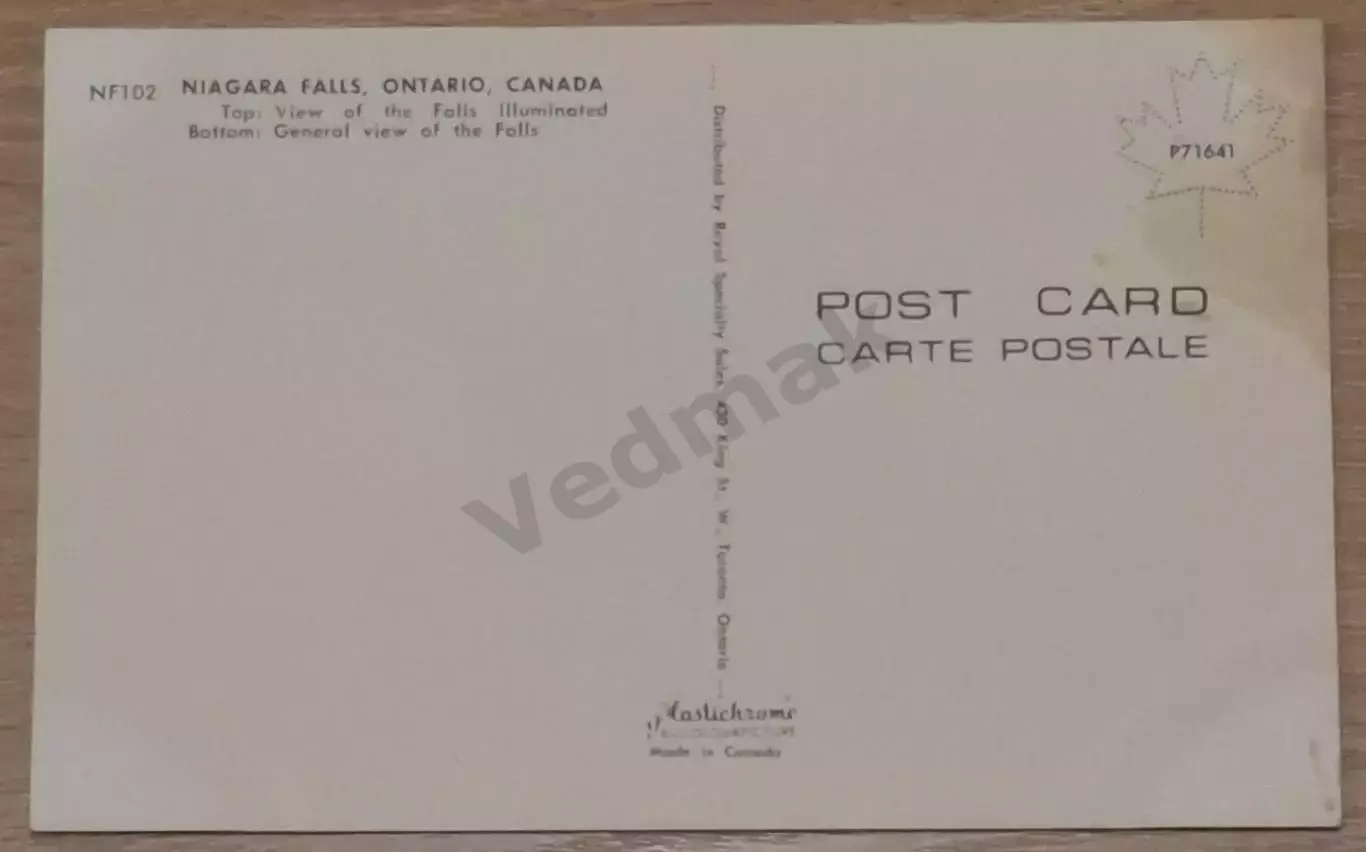 NF102 NIAGARA FALLS, ONTARIO, CANADA
Top: View of the Falls Illuminated
Bottom: General view of the Falls
P71641
POST CARD
CARTE POSTALE
Distributed by Royal Specialty Sales, 430 King St. W., Toronto, Ontario
Plastichrome
Made in Canada
Vedmak